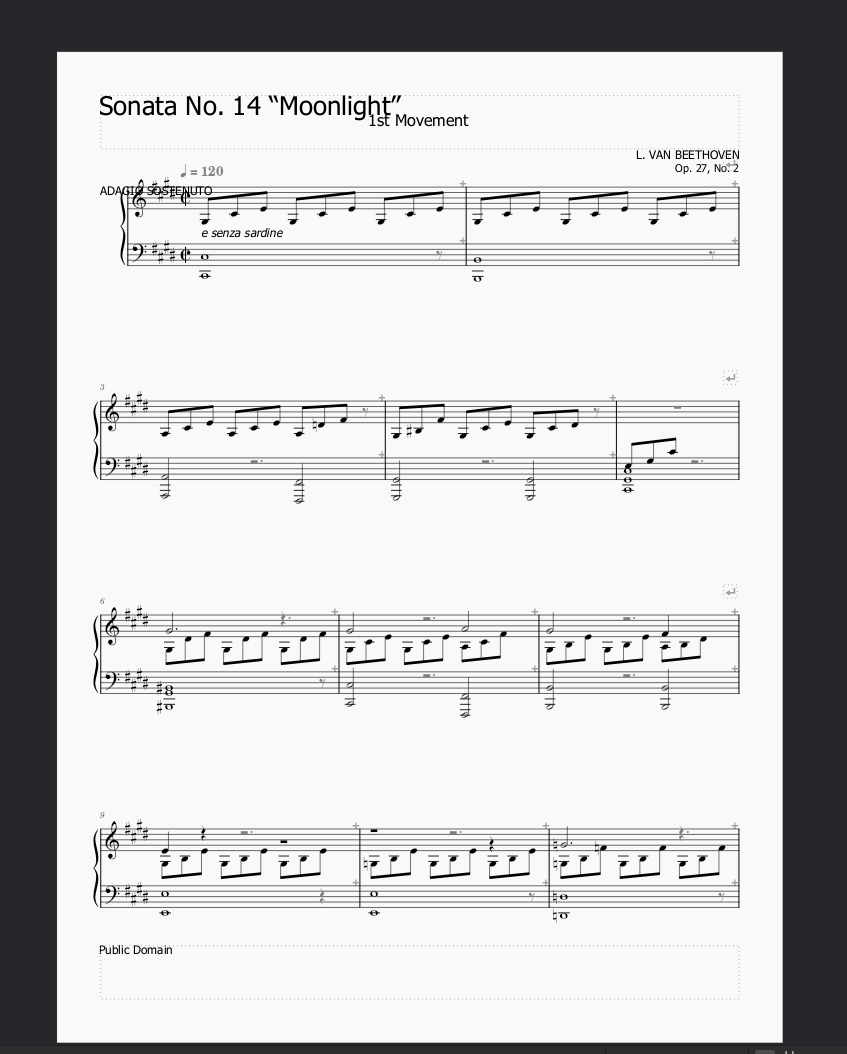 Sonata No. 14 “Moonlight”
1st Movement
L. VAN BEETHOVEN
Op. 27, No. 2
= 120
ADAGIO SOSTENUTO
e senza sardine
3
6
9
Public Domain